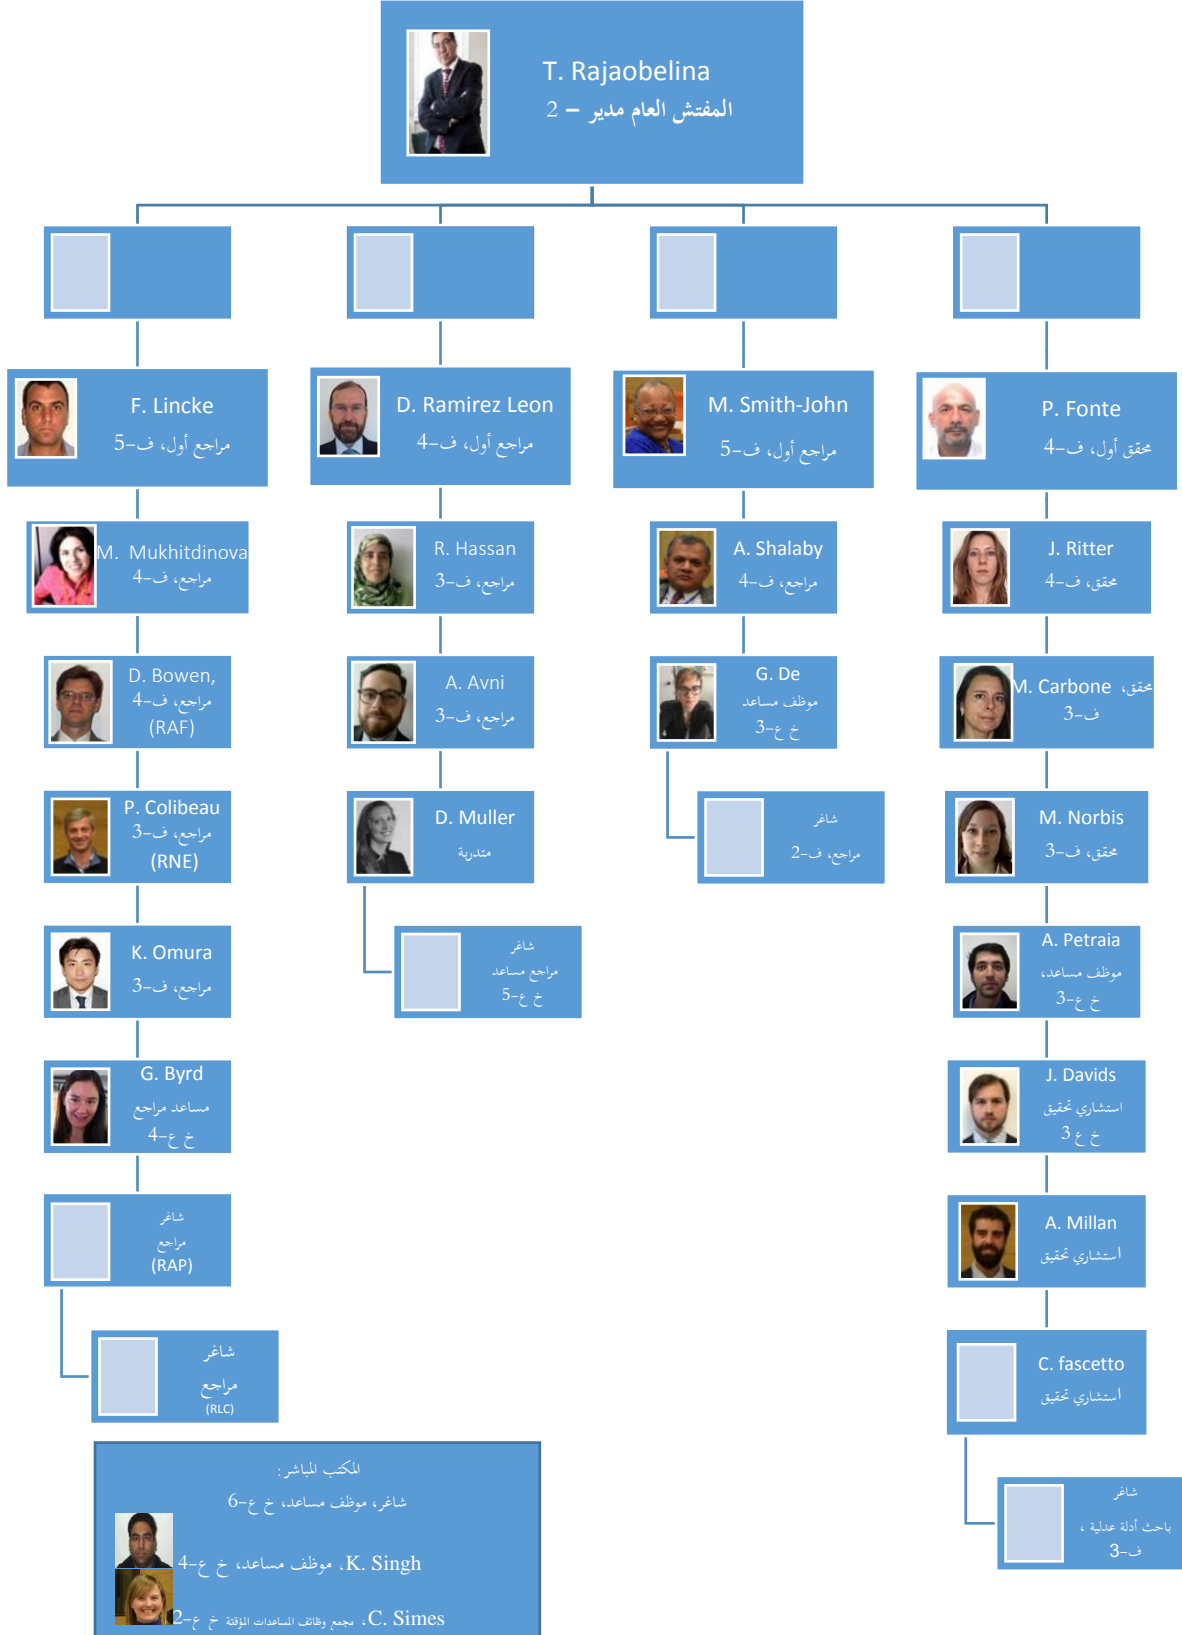 T. Rajaobelina
المفتش العام مدير – 2
F. Lincke
مراجع أول، ف-5
M. Mukhitdinova
مراجع، ف-4
D. Bowen,
مراجع، ف-4
(RAF)
P. Colibeau
مراجع، ف-3
(RNE)
K. Omura
مراجع، ف-3
G. Byrd
مساعد مراجع
خ ع-4
شاغر
مراجع
(RAP)
شاغر
مراجع
(RLC)
D. Ramirez Leon
مراجع أول، ف-4
R. Hassan
مراجع، ف-3
A. Avni
مراجع، ف-3
D. Muller
متدربة
شاغر
مراجع مساعد
خ ع-5
M. Smith-John
مراجع أول، ف-5
A. Shalaby
مراجع، ف-4
G. De
موظف مساعد
خ ع-3
شاغر
مراجع، ف-2
P. Fonte
محقق أول، ف-4
J. Ritter
محقق، ف-4
M. Carbone محقق،
ف-3
M. Norbis
محقق، ف-3
A. Petraia
موظف مساعد،
خ ع-3
J. Davids
استشاري تحقيق
خ ع 3
A. Millan
استشاري تحقيق
C. fascetto
استشاري تحقيق
شاغر
باحث أدلة عدلية ،
ف-3
المكتب المباشر:
شاغر، موظف مساعد، خ ع-6
K. Singh، موظف مساعد، خ ع-4
C. Simes، مجمع وظائف المساعدات المؤقتة خ ع-2